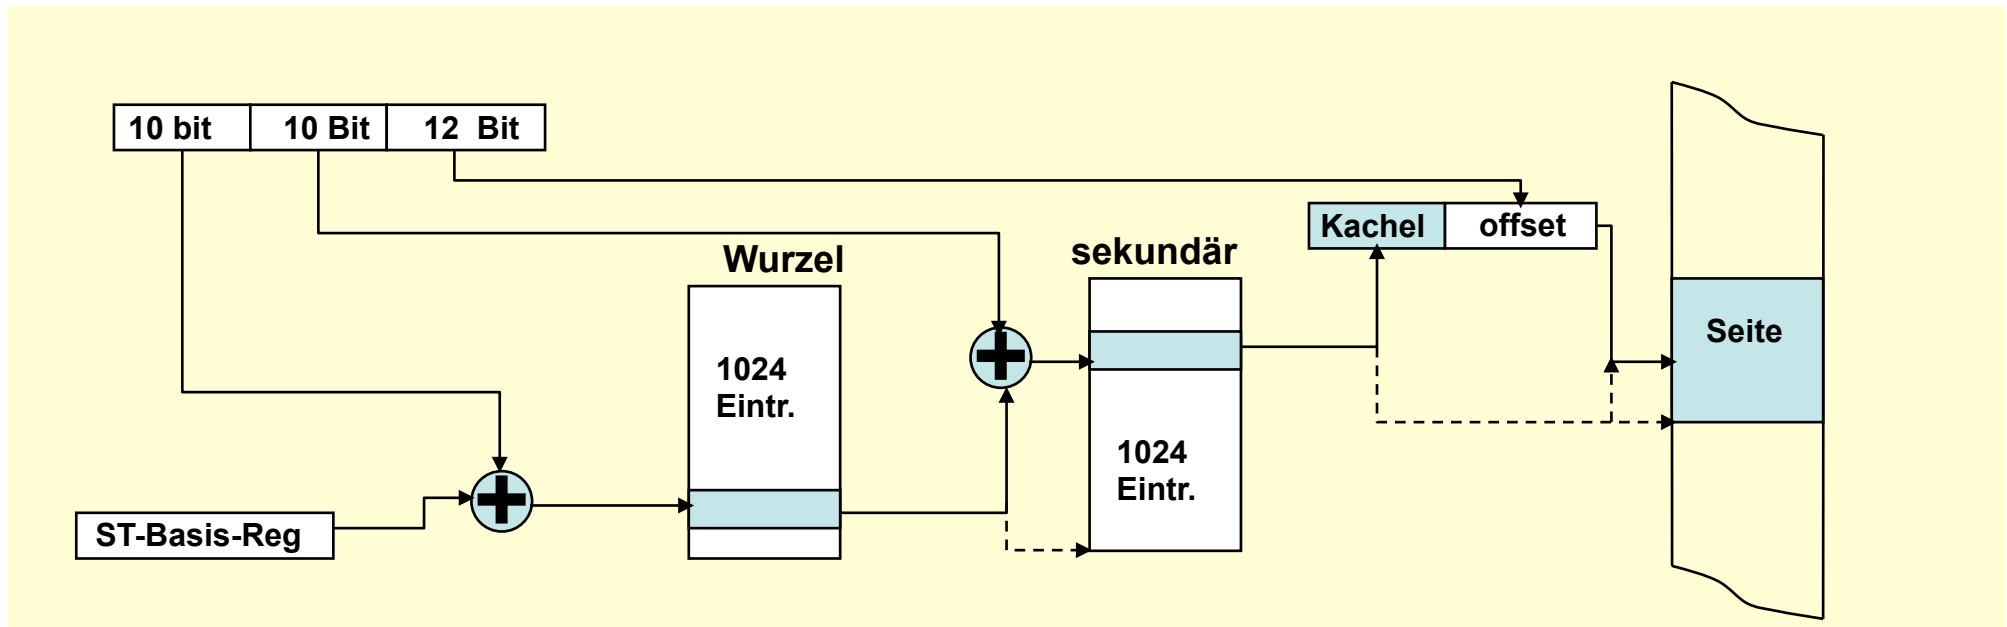 10 bit
10 Bit
12 Bit
Kachel
offset
Wurzel
sekundär
Seite
1024
Eintr.
1024
Eintr.
ST-Basis-Reg